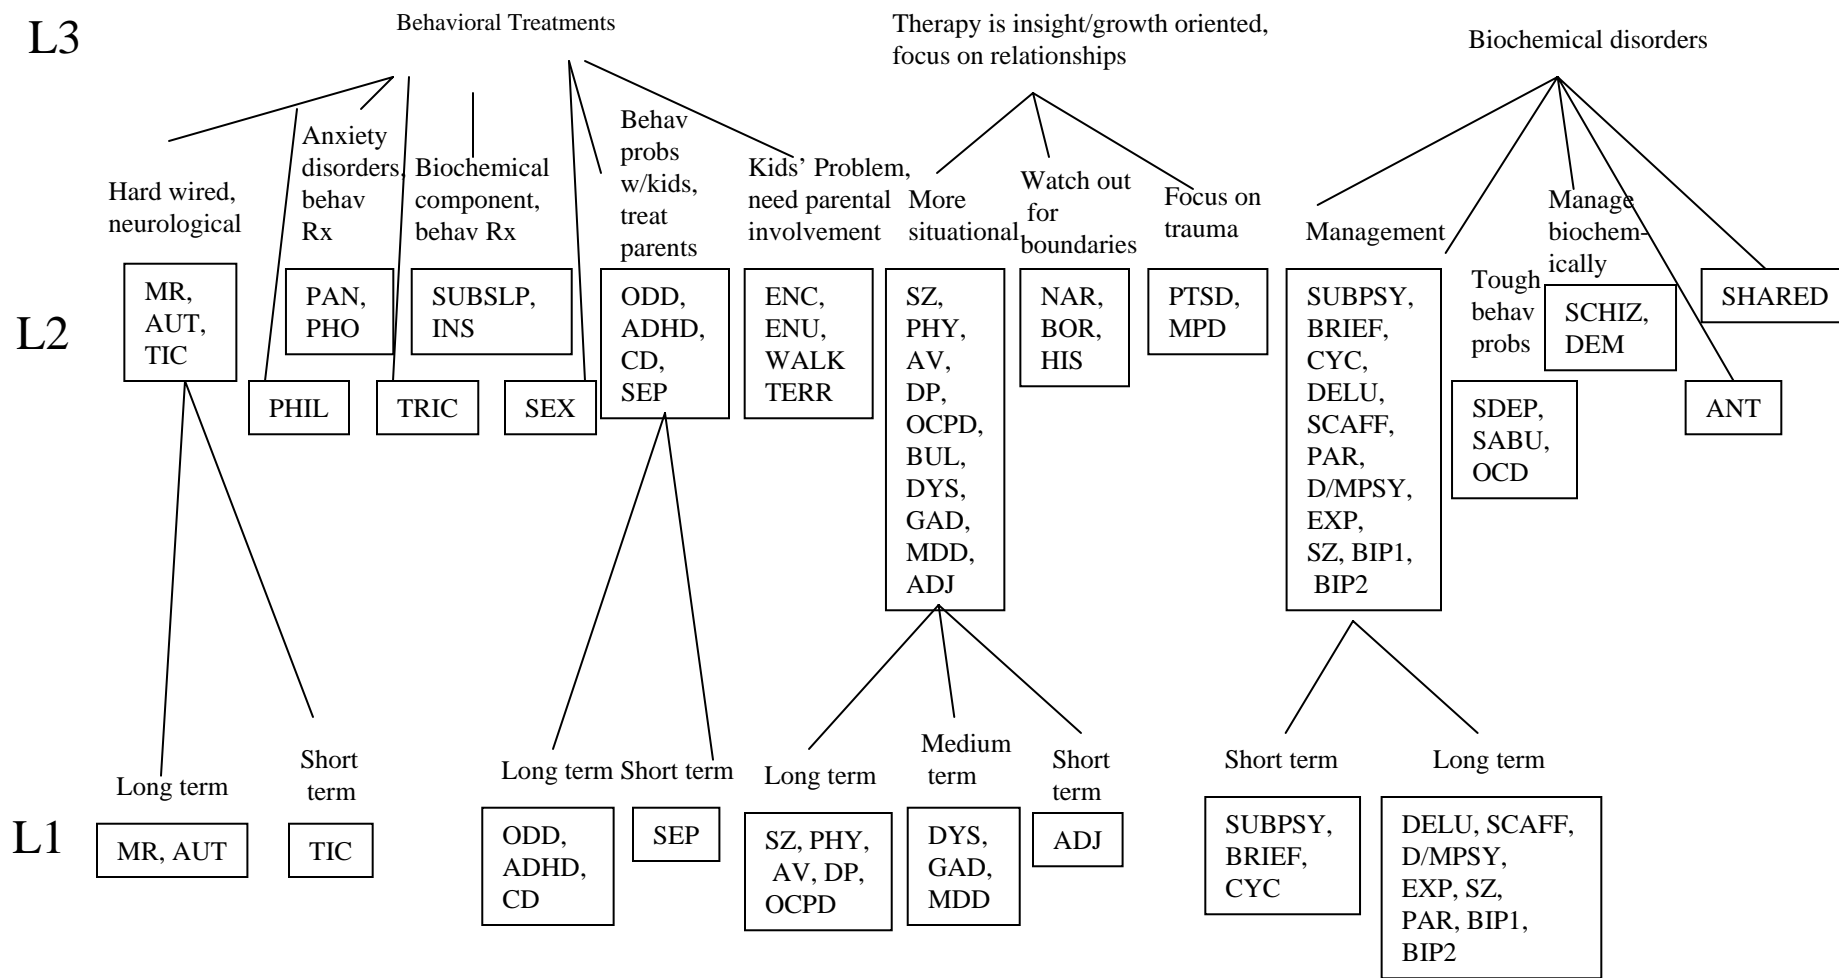 L3
Behavioral Treatments
Therapy is insight/growth oriented,
focus on relationships
Biochemical disorders
Hard wired,
neurological
Anxiety
disorders,
behav
Rx
Biochemical
component,
behav Rx
Behav
probs
w/kids,
treat
parents
Kids' Problem,
need parental
involvement
More
situational
Watch out
for
boundaries
Focus on
trauma
Management
Tough
behav
probs
Manage
biochem-
ically
L2
MR,
AUT,
TIC
PHIL
PAN,
PHO
TRIC
SUBSLP,
INS
SEX
ODD,
ADHD,
CD,
SEP
ENC,
ENU,
WALK
TERR
SZ,
PHY,
AV,
DP,
OCPD,
BUL,
DYS,
GAD,
MDD,
ADJ
NAR,
BOR,
HIS
PTSD,
MPD
SUBPSY,
BRIEF,
CYC,
DELU,
SCAFF,
PAR,
D/MPSY,
EXP,
SZ, BIP1,
BIP2
SDEP,
SABU,
OCD
SCHIZ,
DEM
ANT
SHARED
L1
Long term
MR, AUT
Short
term
TIC
Long term
ODD,
ADHD,
CD
Short term
SEP
Long term
SZ, PHY,
AV, DP,
OCPD
Medium
term
DYS,
GAD,
MDD
Short
term
ADJ
Short term
SUBPSY,
BRIEF,
CYC
Long term
DELU, SCAFF,
D/MPSY,
EXP, SZ,
PAR, BIP1,
BIP2